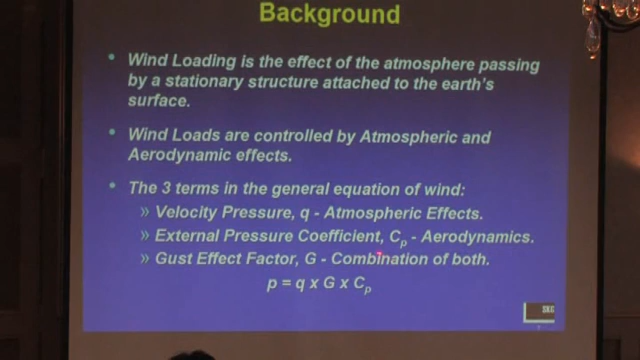 Background
• Wind Loading is the effect of the atmosphere passing
by a stationary structure attached to the earth's
surface.
• Wind Loads are controlled by Atmospheric and
Aerodynamic effects.
• The 3 terms in the general equation of wind:
» Velocity Pressure, q - Atmospheric Effects.
» External Pressure Coefficient, Cp - Aerodynamics.
» Gust Effect Factor, G - Combination of both.
p = q x G x Cp